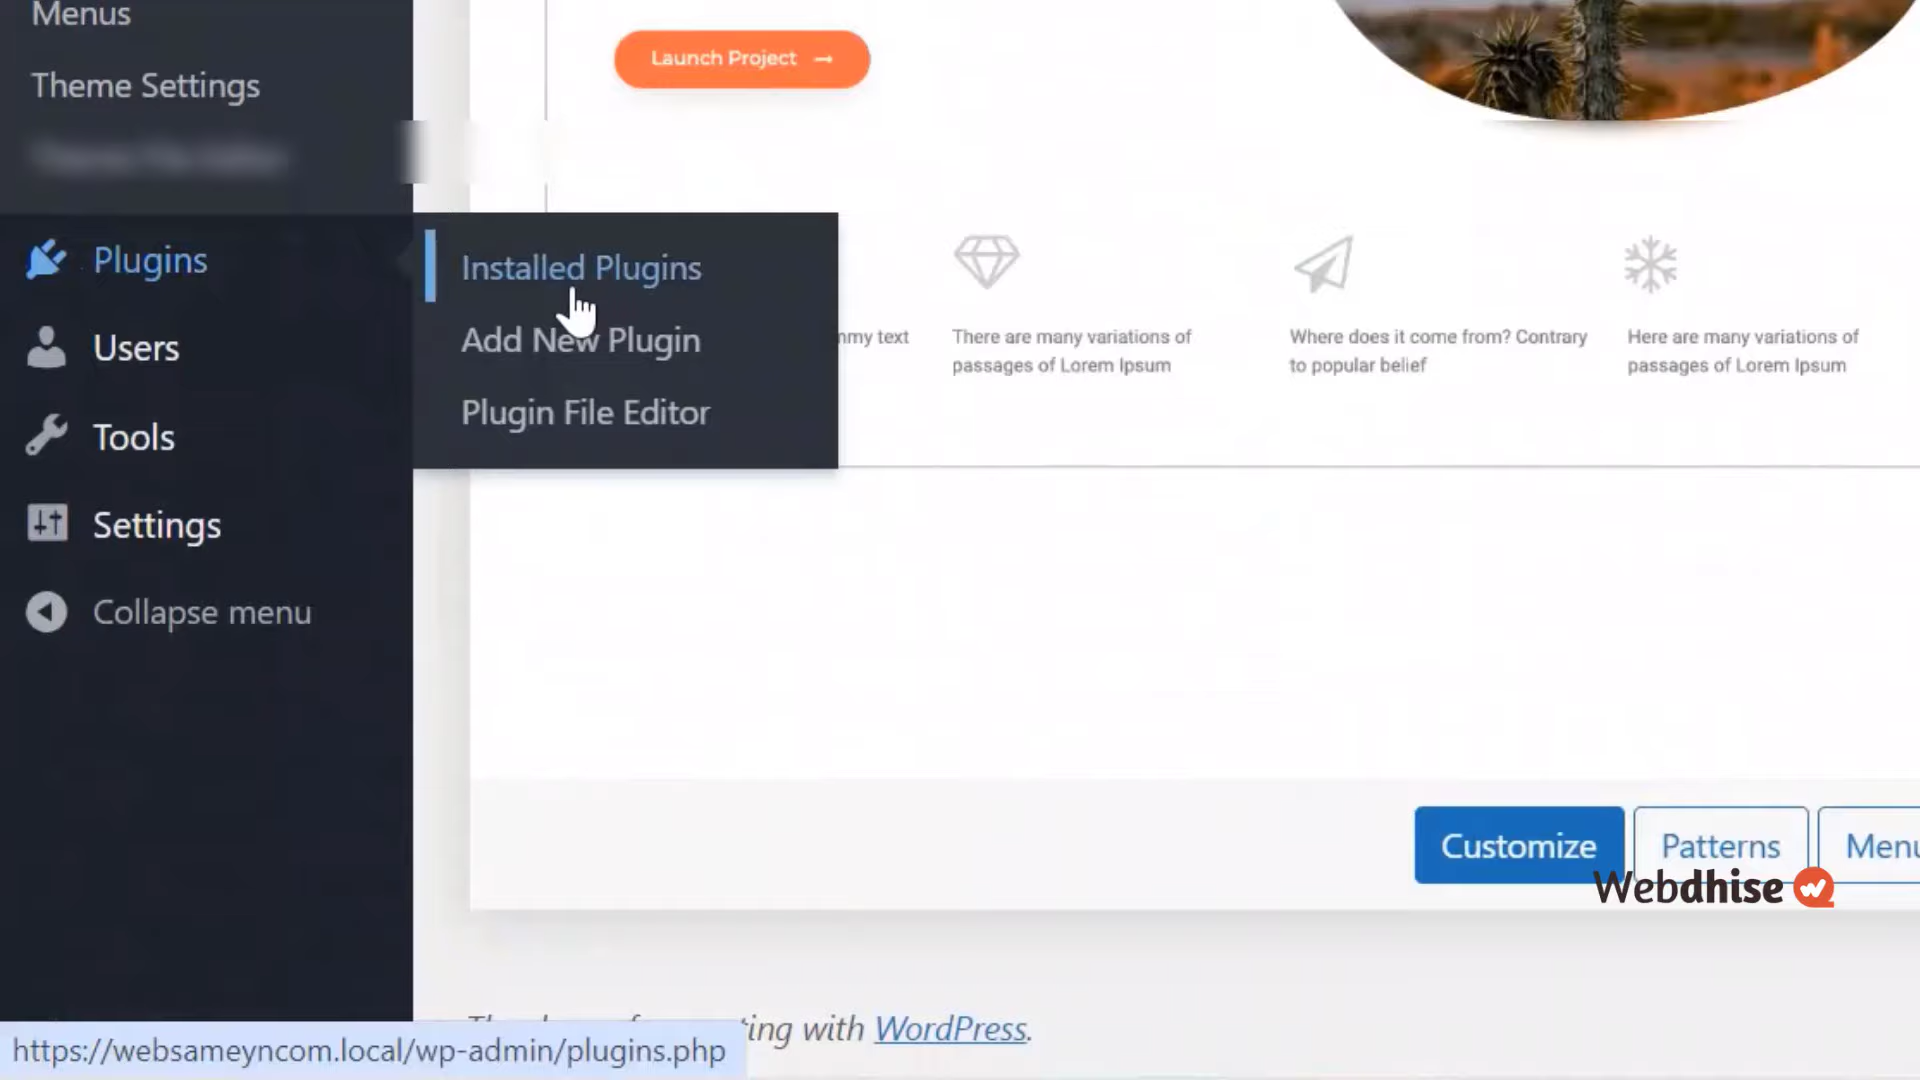 Menus
Theme Settings
Plugins
Users
Tools
Settings
Collapse menu
Installed Plugins
Add New Plugin
Plugin File Editor
Launch Project →
mmy text
There are many variations of
passages of Lorem Ipsum
Where does it come from? Contrary
to popular belief
Here are many variations of
passages of Lorem Ipsum
Customize
Patterns
Menu
Webdhise
ting with WordPress.
https://websameyncom.local/wp-admin/plugins.php